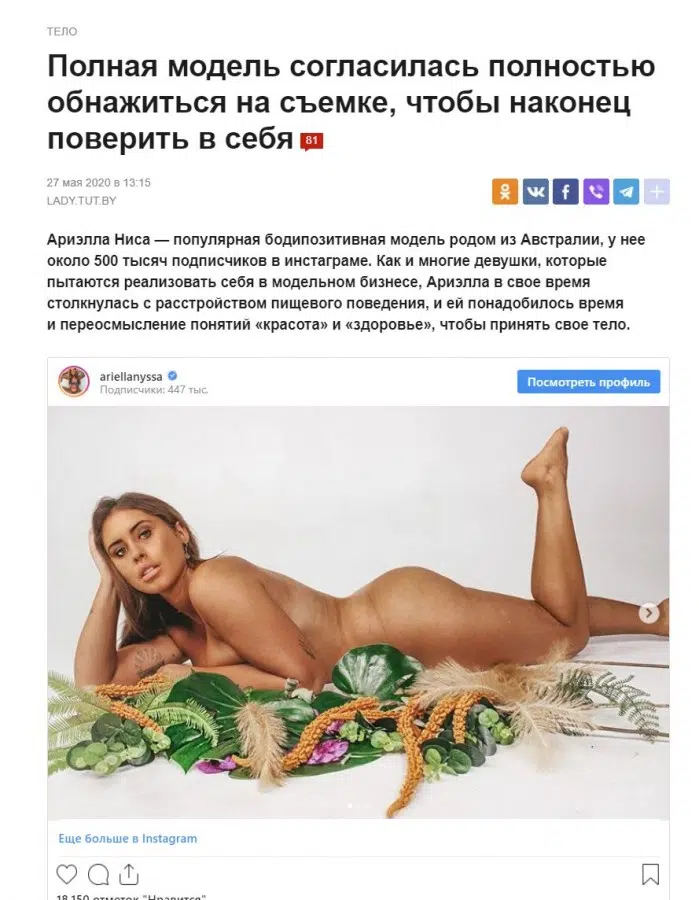 ТЕЛО
Полная модель согласилась полностью
обнажиться на съемке, чтобы наконец
поверить в себя 81
27 мая 2020 в 13:15
LADY.TUT.BY
Ариэлла Ниса — популярная бодипозитивная модель родом из Австралии, у нее
около 500 тысяч подписчиков в инстаграме. Как и многие девушки, которые
пытаются реализовать себя в модельном бизнесе, Ариэлла в свое время
столкнулась с расстройством пищевого поведения, и ей понадобилось время
и переосмысление понятий «красота» и «здоровье», чтобы принять свое тело.
ariellanyssa
Подписчики: 447 тыс.
Посмотреть профиль
Еще больше в Instagram
18 150 отметок "Нравится"